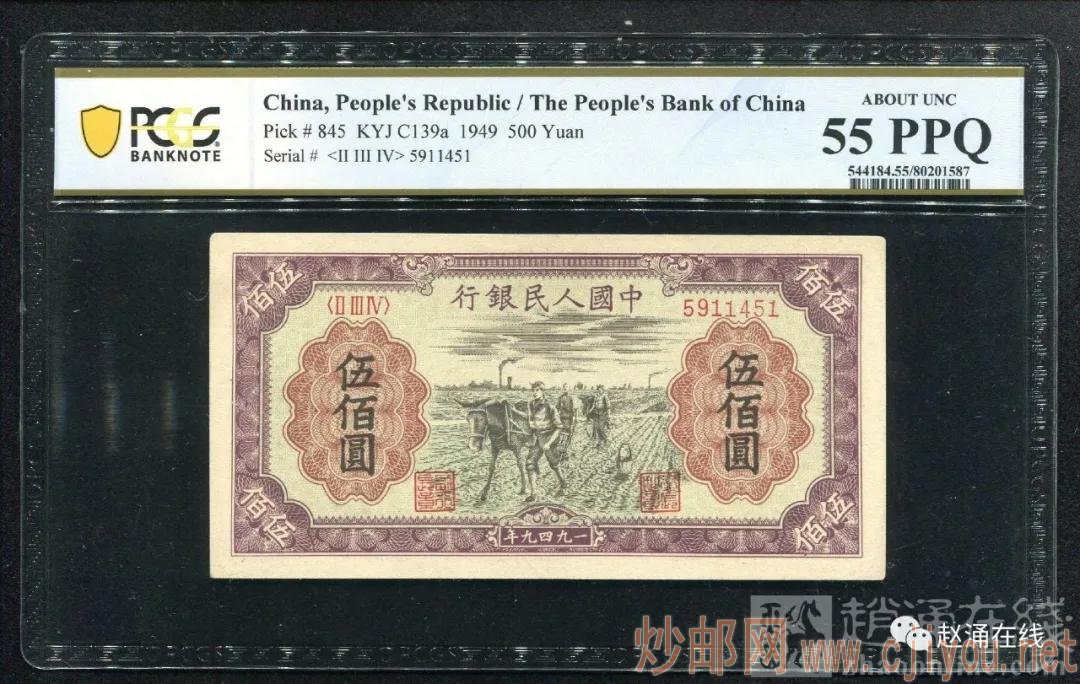 PCGS
BANKNOTE
China, People's Republic / The People's Bank of China
Pick # 845 KYJ C139a 1949 500 Yuan
Serial # <II III IV> 5911451
ABOUT UNC
55 PPQ
544184.55/80201587
伍佰
佰伍
行銀民人國中
〈II III IV〉
5911451
伍佰圓
伍佰圓
佰伍
伍佰
年九四九一
赵涌在线
炒邮网 www.cjiyou.net